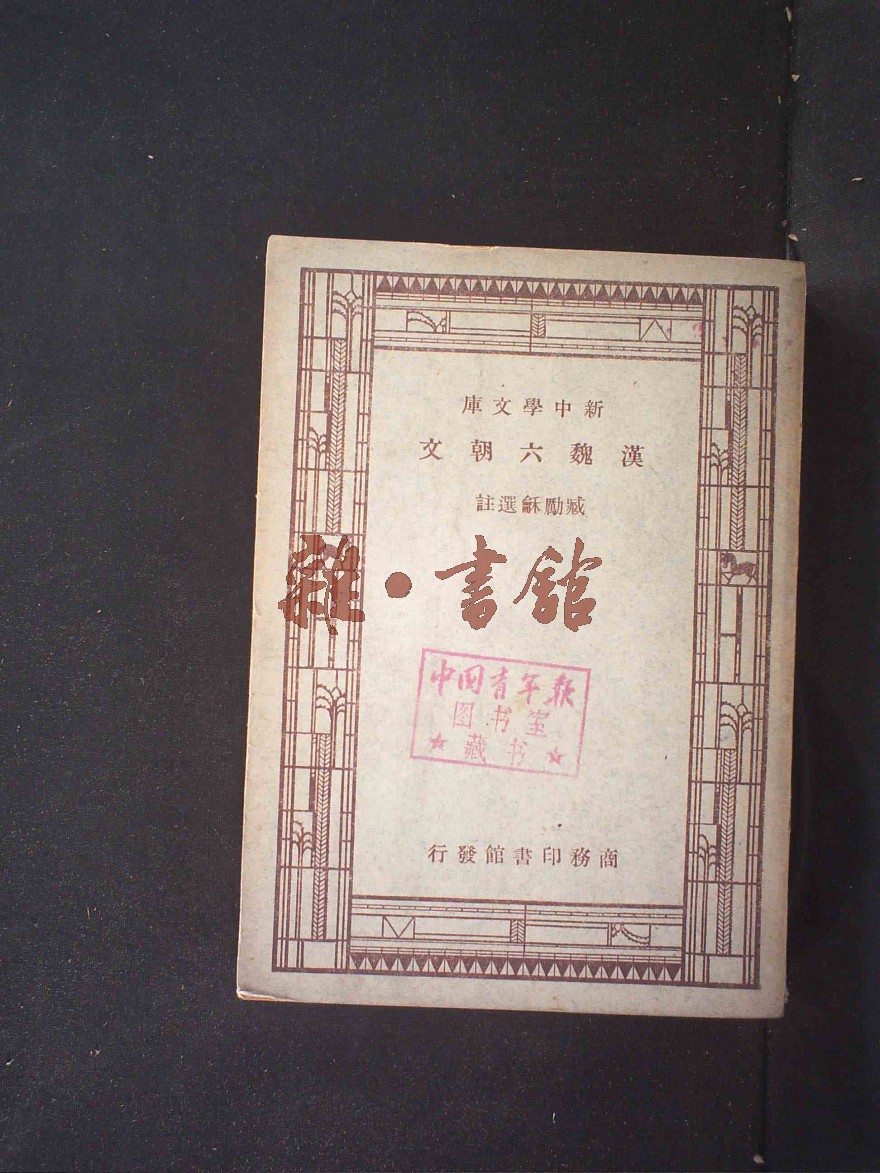 新中學文庫
漢魏六朝文
臧勵龢選註
雜·書館
中国青年报
图书室
★藏书★
商務印書館發行